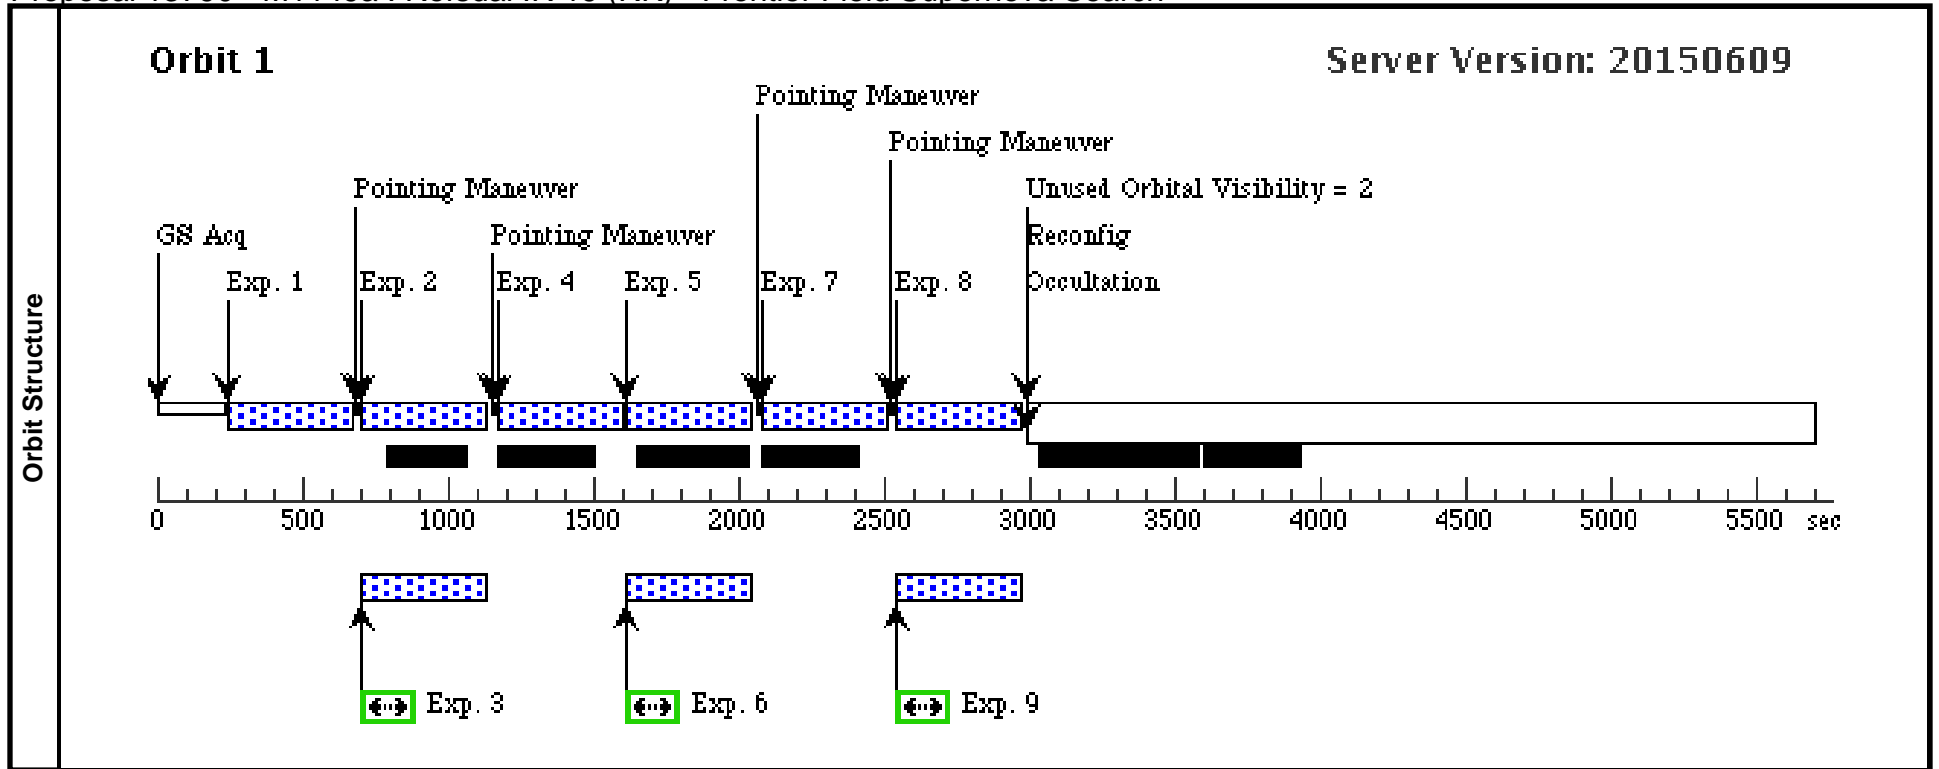 Orbit 1
Server Version: 20150609
Pointing Maneuver
Pointing Maneuver
Pointing Maneuver
Unused Orbital Visibility = 2
GS Acq
Pointing Maneuver
Reconfig
Exp. 1
Exp. 2
Exp. 4
Exp. 5
Exp. 7
Exp. 8
Occultation
Orbit Structure
0 500 1000 1500 2000 2500 3000 3500 4000 4500 5000 5500 sec
Exp. 3
Exp. 6
Exp. 9